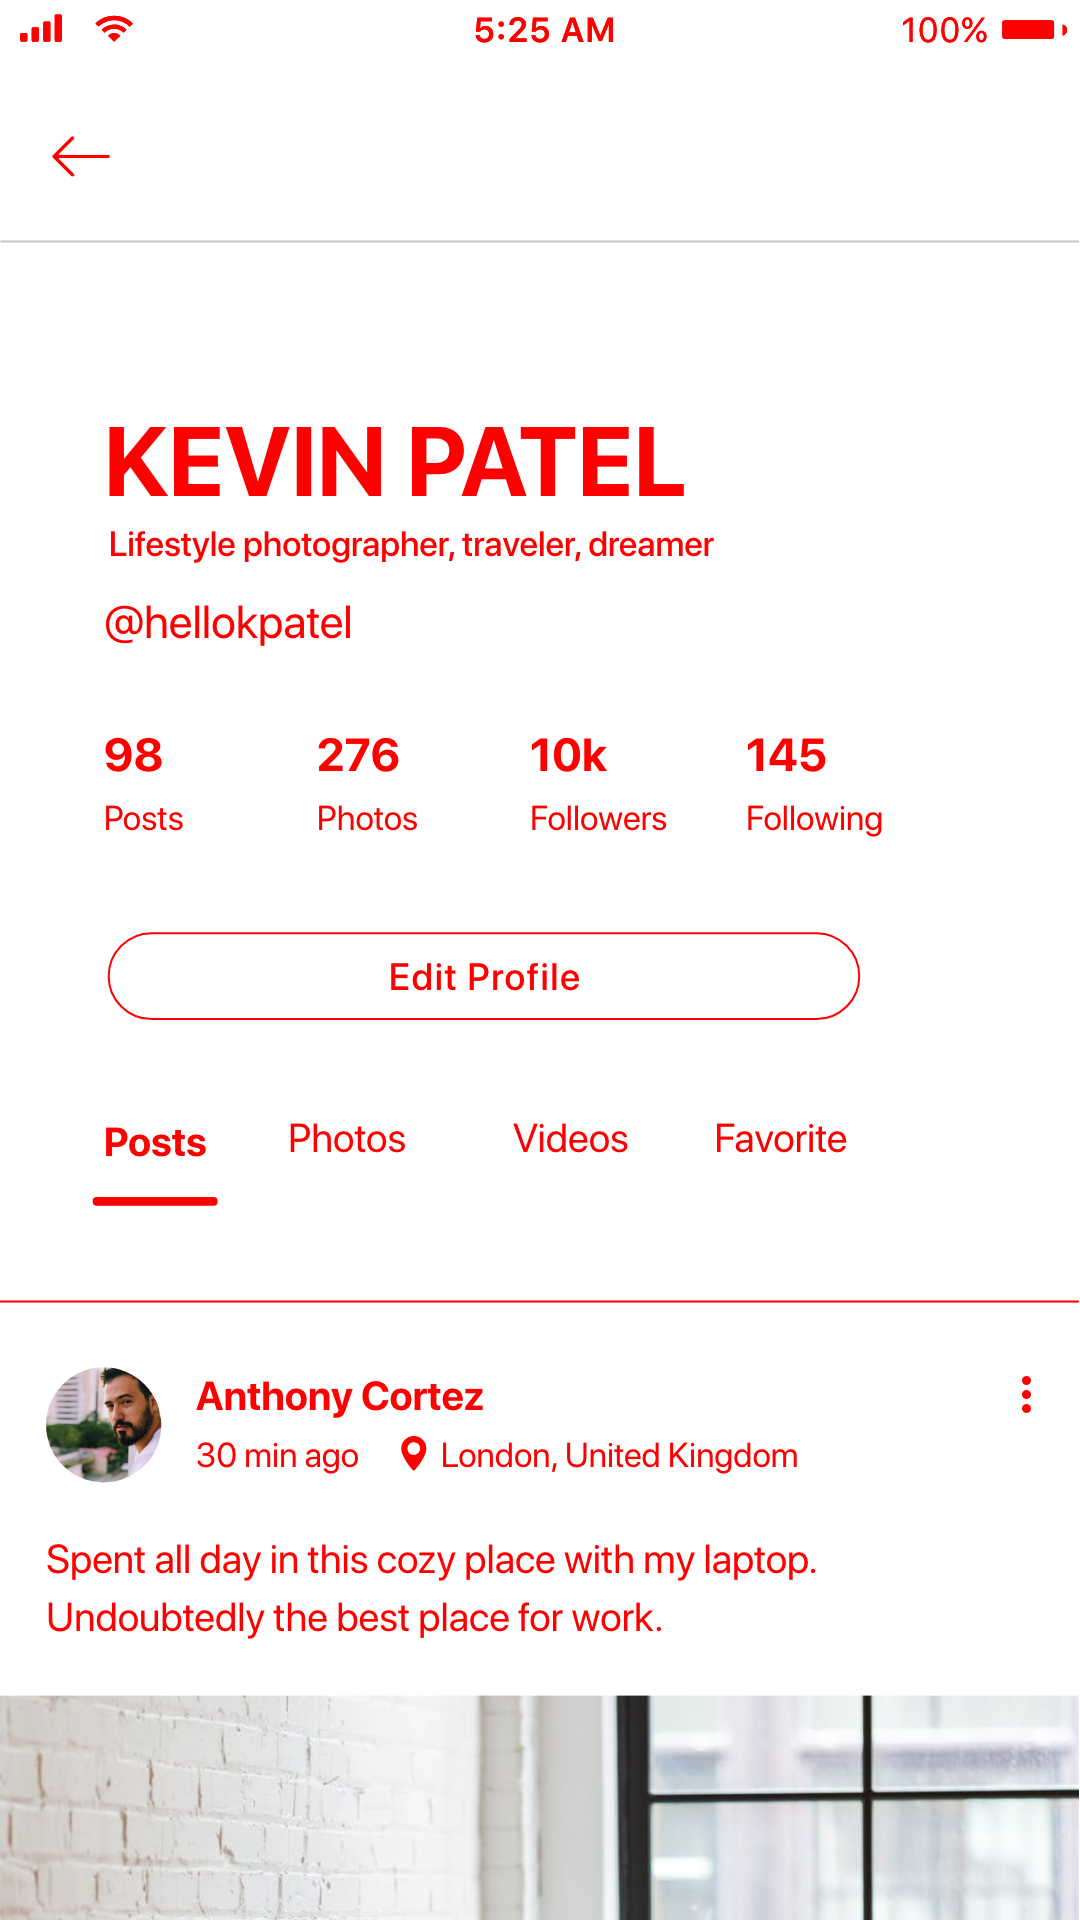 5:25 AM
100%
KEVIN PATEL
Lifestyle photographer, traveler, dreamer
@hellokpatel
98 276 10k 145
Posts Photos Followers Following
Edit Profile
Posts Photos Videos Favorite
Anthony Cortez
30 min ago London, United Kingdom
Spent all day in this cozy place with my laptop.
Undoubtedly the best place for work.